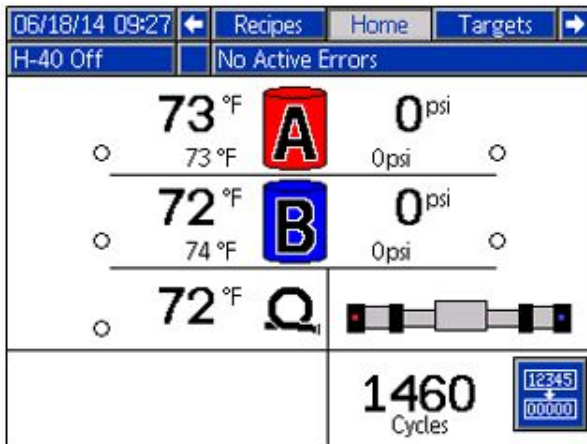 06/18/14 09:27 Recipes Home Targets
H-40 Off No Active Errors
73 °F A 0 psi
73 °F 0psi
72 °F B 0 psi
74 °F 0psi
72 °F
1460 12345
Cycles 00000